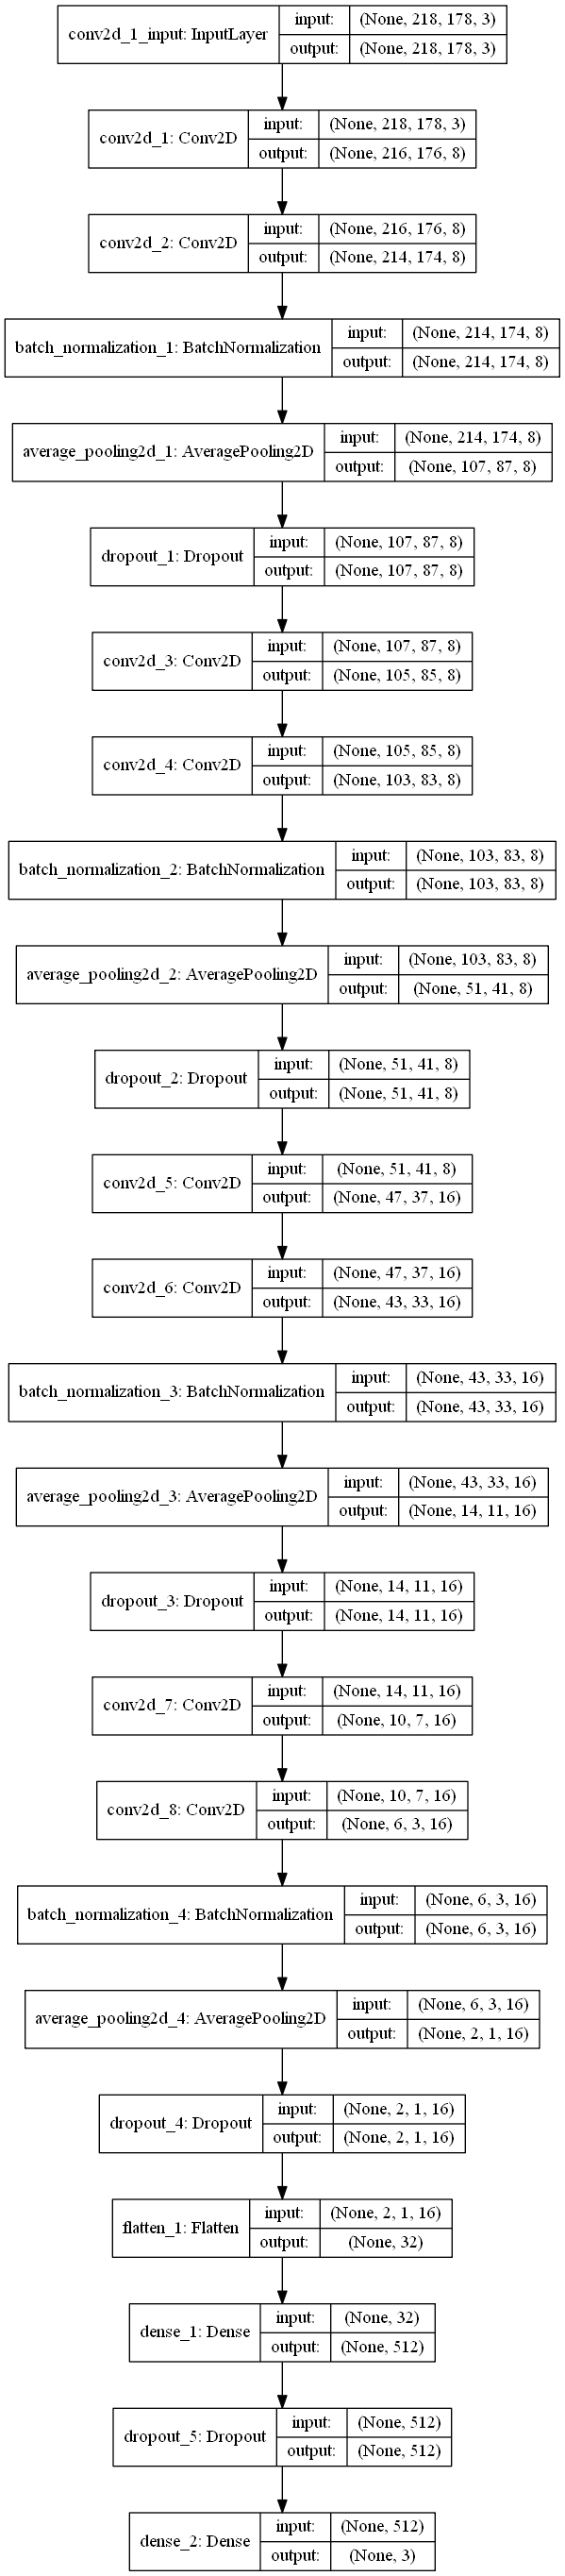 conv2d_1_input: InputLayer
input: (None, 218, 178, 3)
output: (None, 218, 178, 3)
conv2d_1: Conv2D
input: (None, 218, 178, 3)
output: (None, 216, 176, 8)
conv2d_2: Conv2D
input: (None, 216, 176, 8)
output: (None, 214, 174, 8)
batch_normalization_1: BatchNormalization
input: (None, 214, 174, 8)
output: (None, 214, 174, 8)
average_pooling2d_1: AveragePooling2D
input: (None, 214, 174, 8)
output: (None, 107, 87, 8)
dropout_1: Dropout
input: (None, 107, 87, 8)
output: (None, 107, 87, 8)
conv2d_3: Conv2D
input: (None, 107, 87, 8)
output: (None, 105, 85, 8)
conv2d_4: Conv2D
input: (None, 105, 85, 8)
output: (None, 103, 83, 8)
batch_normalization_2: BatchNormalization
input: (None, 103, 83, 8)
output: (None, 103, 83, 8)
average_pooling2d_2: AveragePooling2D
input: (None, 103, 83, 8)
output: (None, 51, 41, 8)
dropout_2: Dropout
input: (None, 51, 41, 8)
output: (None, 51, 41, 8)
conv2d_5: Conv2D
input: (None, 51, 41, 8)
output: (None, 47, 37, 16)
conv2d_6: Conv2D
input: (None, 47, 37, 16)
output: (None, 43, 33, 16)
batch_normalization_3: BatchNormalization
input: (None, 43, 33, 16)
output: (None, 43, 33, 16)
average_pooling2d_3: AveragePooling2D
input: (None, 43, 33, 16)
output: (None, 14, 11, 16)
dropout_3: Dropout
input: (None, 14, 11, 16)
output: (None, 14, 11, 16)
conv2d_7: Conv2D
input: (None, 14, 11, 16)
output: (None, 10, 7, 16)
conv2d_8: Conv2D
input: (None, 10, 7, 16)
output: (None, 6, 3, 16)
batch_normalization_4: BatchNormalization
input: (None, 6, 3, 16)
output: (None, 6, 3, 16)
average_pooling2d_4: AveragePooling2D
input: (None, 6, 3, 16)
output: (None, 2, 1, 16)
dropout_4: Dropout
input: (None, 2, 1, 16)
output: (None, 2, 1, 16)
flatten_1: Flatten
input: (None, 2, 1, 16)
output: (None, 32)
dense_1: Dense
input: (None, 32)
output: (None, 512)
dropout_5: Dropout
input: (None, 512)
output: (None, 512)
dense_2: Dense
input: (None, 512)
output: (None, 3)